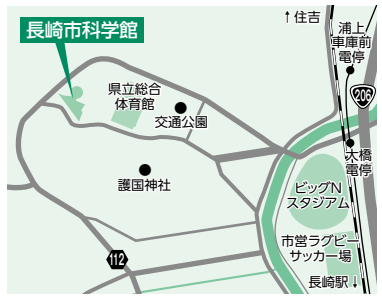 長崎市科学館
↑住吉
浦上
車庫前
電停
県立総合
体育館
206
交通公園
大橋
電停
護国神社
ビッグN
スタジアム
市営ラグビー
サッカー場
112
長崎駅↓